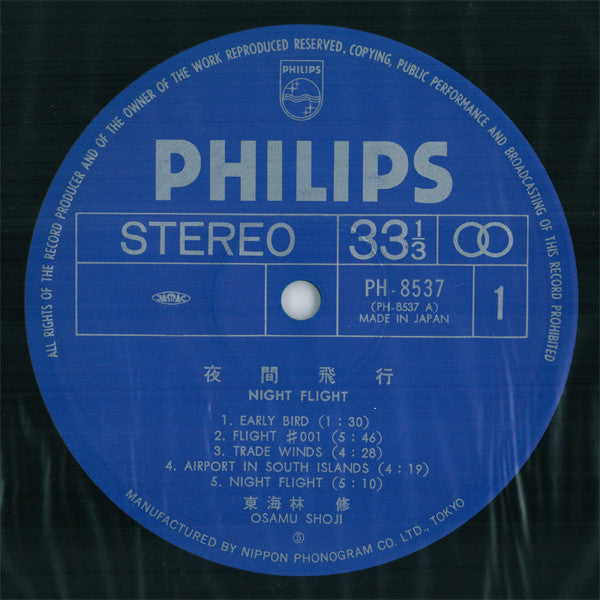 ALL RIGHTS OF THE RECORD PRODUCER AND OF THE OWNER OF THE WORK REPRODUCED RESERVED. COPYING, PUBLIC PERFORMANCE AND BROADCASTING OF THIS RECORD PROHIBITED
PHILIPS
PHILIPS
STEREO
33 1/3
JASRAC
PH-8537
(PH-8537 A)
MADE IN JAPAN
1
夜間飛行
NIGHT FLIGHT
1. EARLY BIRD (1:30)
2. FLIGHT ♯001 (5:46)
3. TRADE WINDS (4:28)
4. AIRPORT IN SOUTH ISLANDS (4:19)
5. NIGHT FLIGHT (5:10)
東海林 修
OSAMU SHOJI
Ⓢ
MANUFACTURED BY NIPPON PHONOGRAM CO. LTD., TOKYO